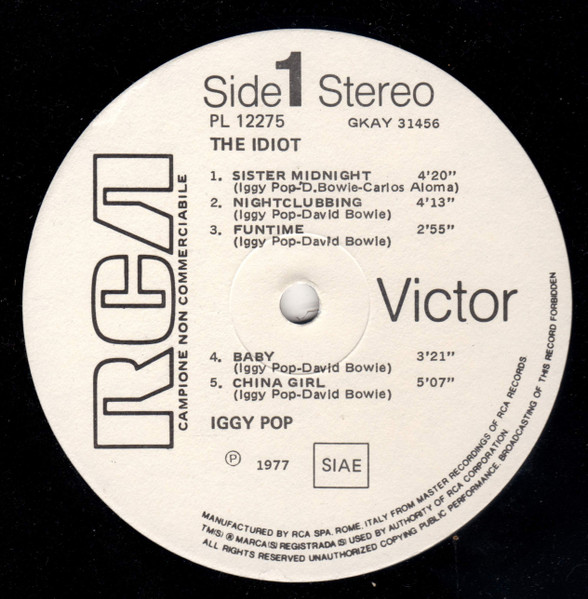 Side 1 Stereo
PL 12275 GKAY 31456
THE IDIOT
1. SISTER MIDNIGHT 4'20"
(Iggy Pop-D.Bowie-Carlos Aloma)
2. NIGHTCLUBBING 4'13"
(Iggy Pop-David Bowie)
3. FUNTIME 2'55"
(Iggy Pop-David Bowie)
RCA
CAMPIONE NON COMMERCIABILE
Victor
4. BABY 3'21"
(Iggy Pop-David Bowie)
5. CHINA GIRL 5'07"
(Iggy Pop-David Bowie)
IGGY POP
Ⓟ 1977 SIAE
MANUFACTURED BY RCA SPA. ROME. ITALY FROM MASTER RECORDINGS OF RCA RECORDS
TM(S) ® MARCA(S) REGISTRADA(S) USED BY AUTHORITY OF RCA CORPORATION
ALL RIGHTS RESERVED UNAUTHORIZED COPYING PUBLIC PERFORMANCE. BROADCASTING OF THIS RECORD FORBIDDEN